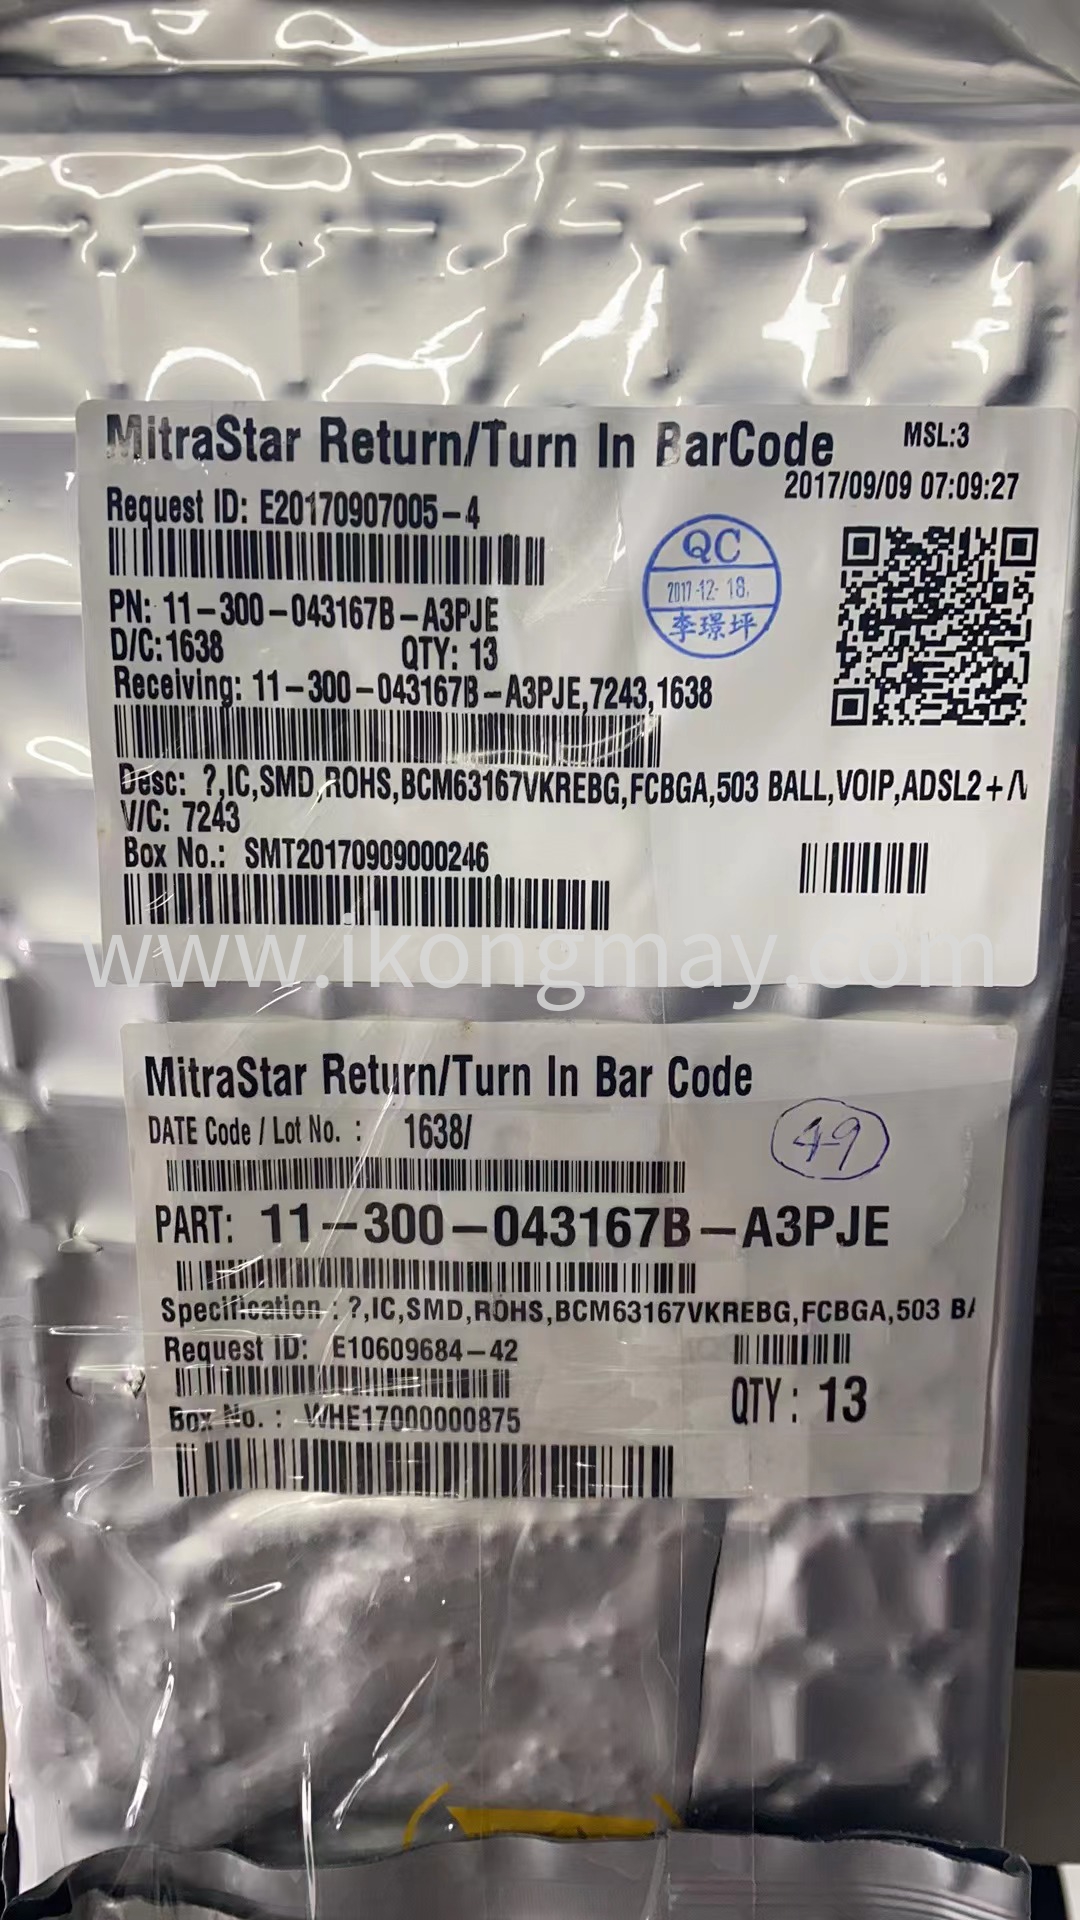 MitraStar Return/Turn In BarCode
MSL:3
2017/09/09 07:09:27
Request ID: E20170907005-4
QC
2017-12-18.
李璟坪
PN: 11-300-043167B-A3PJE
D/C:1638 QTY: 13
Receiving: 11-300-043167B-A3PJE,7243,1638
Desc: ?,IC,SMD,ROHS,BCM63167VKREBG,FCBGA,503 BALL,VOIP,ADSL2+/V
V/C: 7243
Box No.: SMT20170909000246
www.ikongmay.com
MitraStar Return/Turn In Bar Code
DATE Code / Lot No. : 1638/
49
PART: 11-300-043167B-A3PJE
Specification : ?,IC,SMD,ROHS,BCM63167VKREBG,FCBGA,503 BA
Request ID: E10609684-42
QTY : 13
Box No. : WHE17000000875